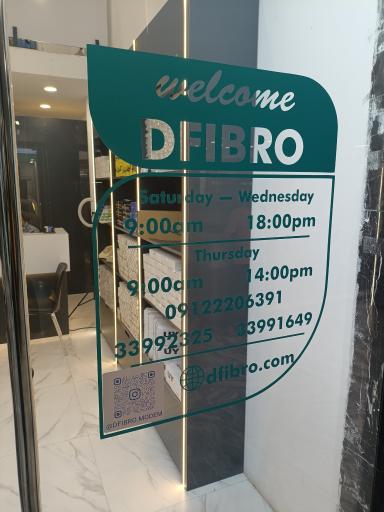 welcome
DFIBRO
Saturday — Wednesday
9:00am 18:00pm
Thursday
9:00am 14:00pm
09122206391
33992325 33991649
dfibro.com
@DFIBRO.MODEM